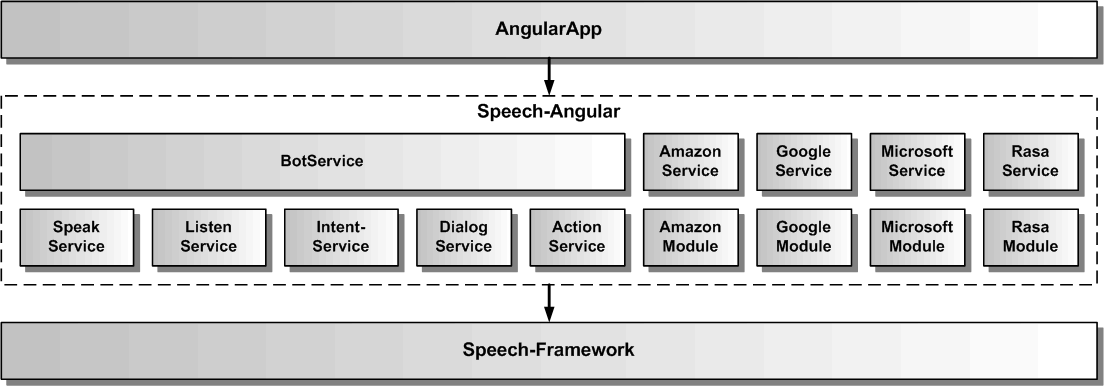 AngularApp
Speech-Angular
BotService
Amazon
Service
Google
Service
Microsoft
Service
Rasa
Service
Speak
Service
Listen
Service
Intent-
Service
Dialog
Service
Action
Service
Amazon
Module
Google
Module
Microsoft
Module
Rasa
Module
Speech-Framework